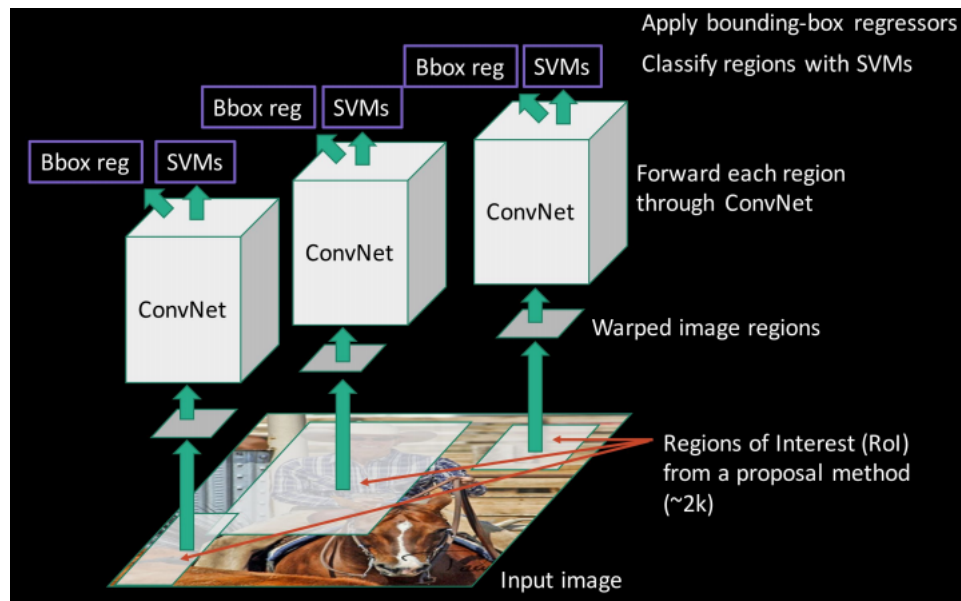 Apply bounding-box regressors
Bbox reg
SVMs
Classify regions with SVMs
Bbox reg
SVMs
Bbox reg
SVMs
Forward each region
through ConvNet
ConvNet
ConvNet
ConvNet
Warped image regions
Regions of Interest (RoI)
from a proposal method
(~2k)
Input image